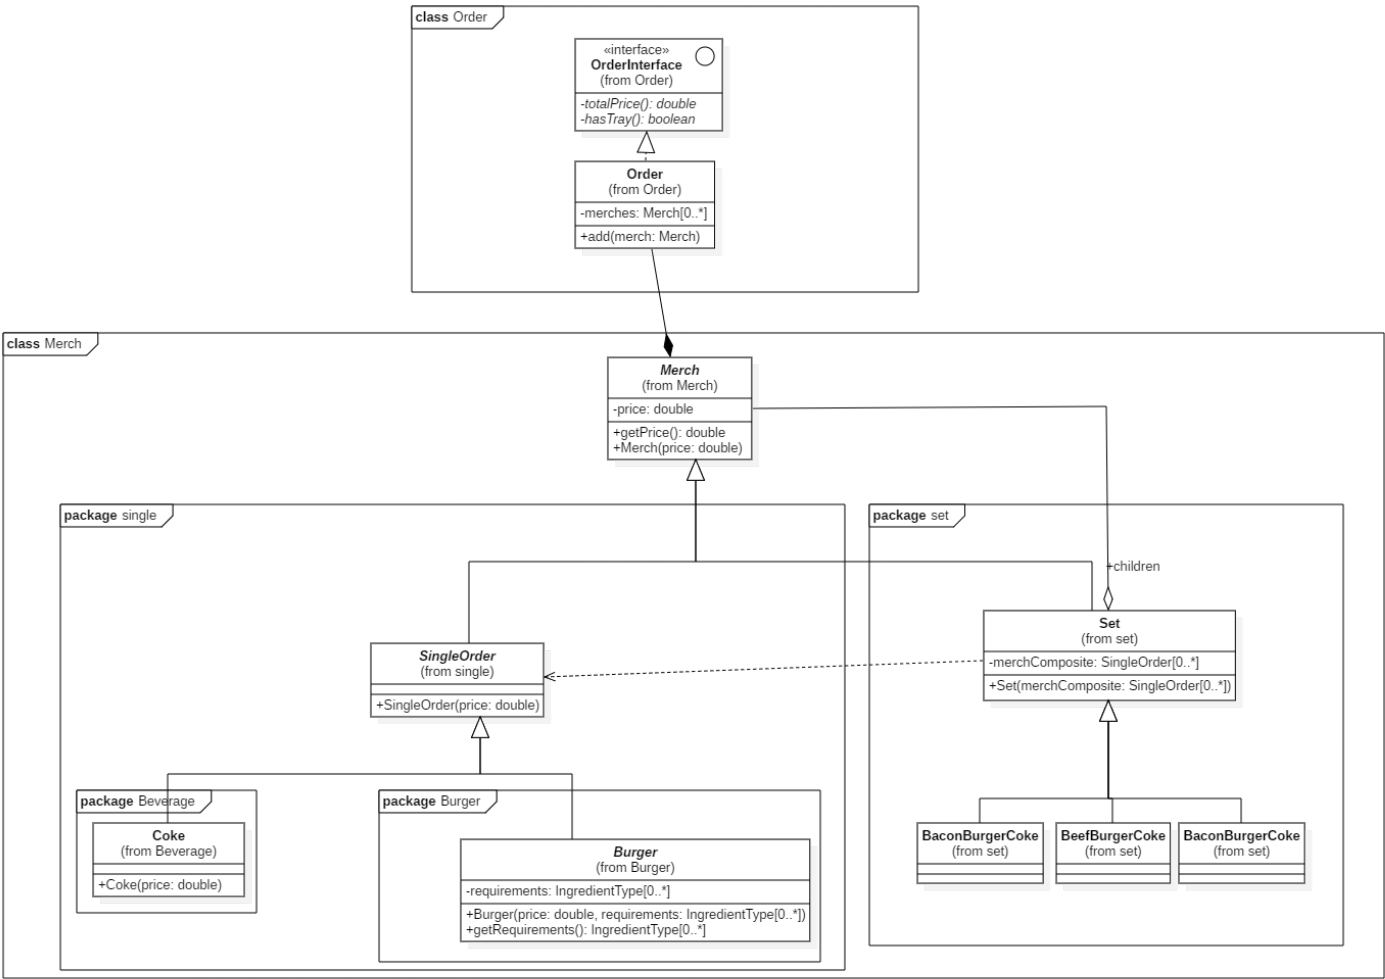 class Order
«interface»
OrderInterface
(from Order)
-totalPrice(): double
-hasTray(): boolean
Order
(from Order)
-merches: Merch[0..*]
+add(merch: Merch)
class Merch
Merch
(from Merch)
-price: double
+getPrice(): double
+Merch(price: double)
package single
package set
+children
Set
(from set)
-merchComposite: SingleOrder[0..*]
+Set(merchComposite: SingleOrder[0..*])
SingleOrder
(from single)
+SingleOrder(price: double)
package Beverage
Coke
(from Beverage)
+Coke(price: double)
package Burger
Burger
(from Burger)
-requirements: IngredientType[0..*]
+Burger(price: double, requirements: IngredientType[0..*])
+getRequirements(): IngredientType[0..*]
BaconBurgerCoke
(from set)
BeefBurgerCoke
(from set)
BaconBurgerCoke
(from set)